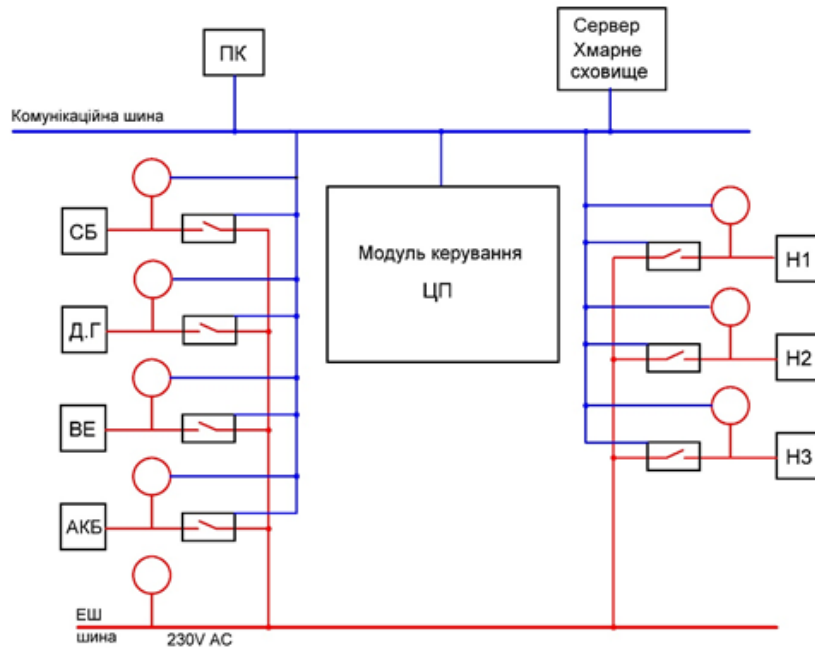 ПК
Сервер
Хмарне
сховище
Комунікаційна шина
СБ
Модуль керування
ЦП
Н1
Д.Г
Н2
ВЕ
Н3
АКБ
ЕШ
шина
230V AC